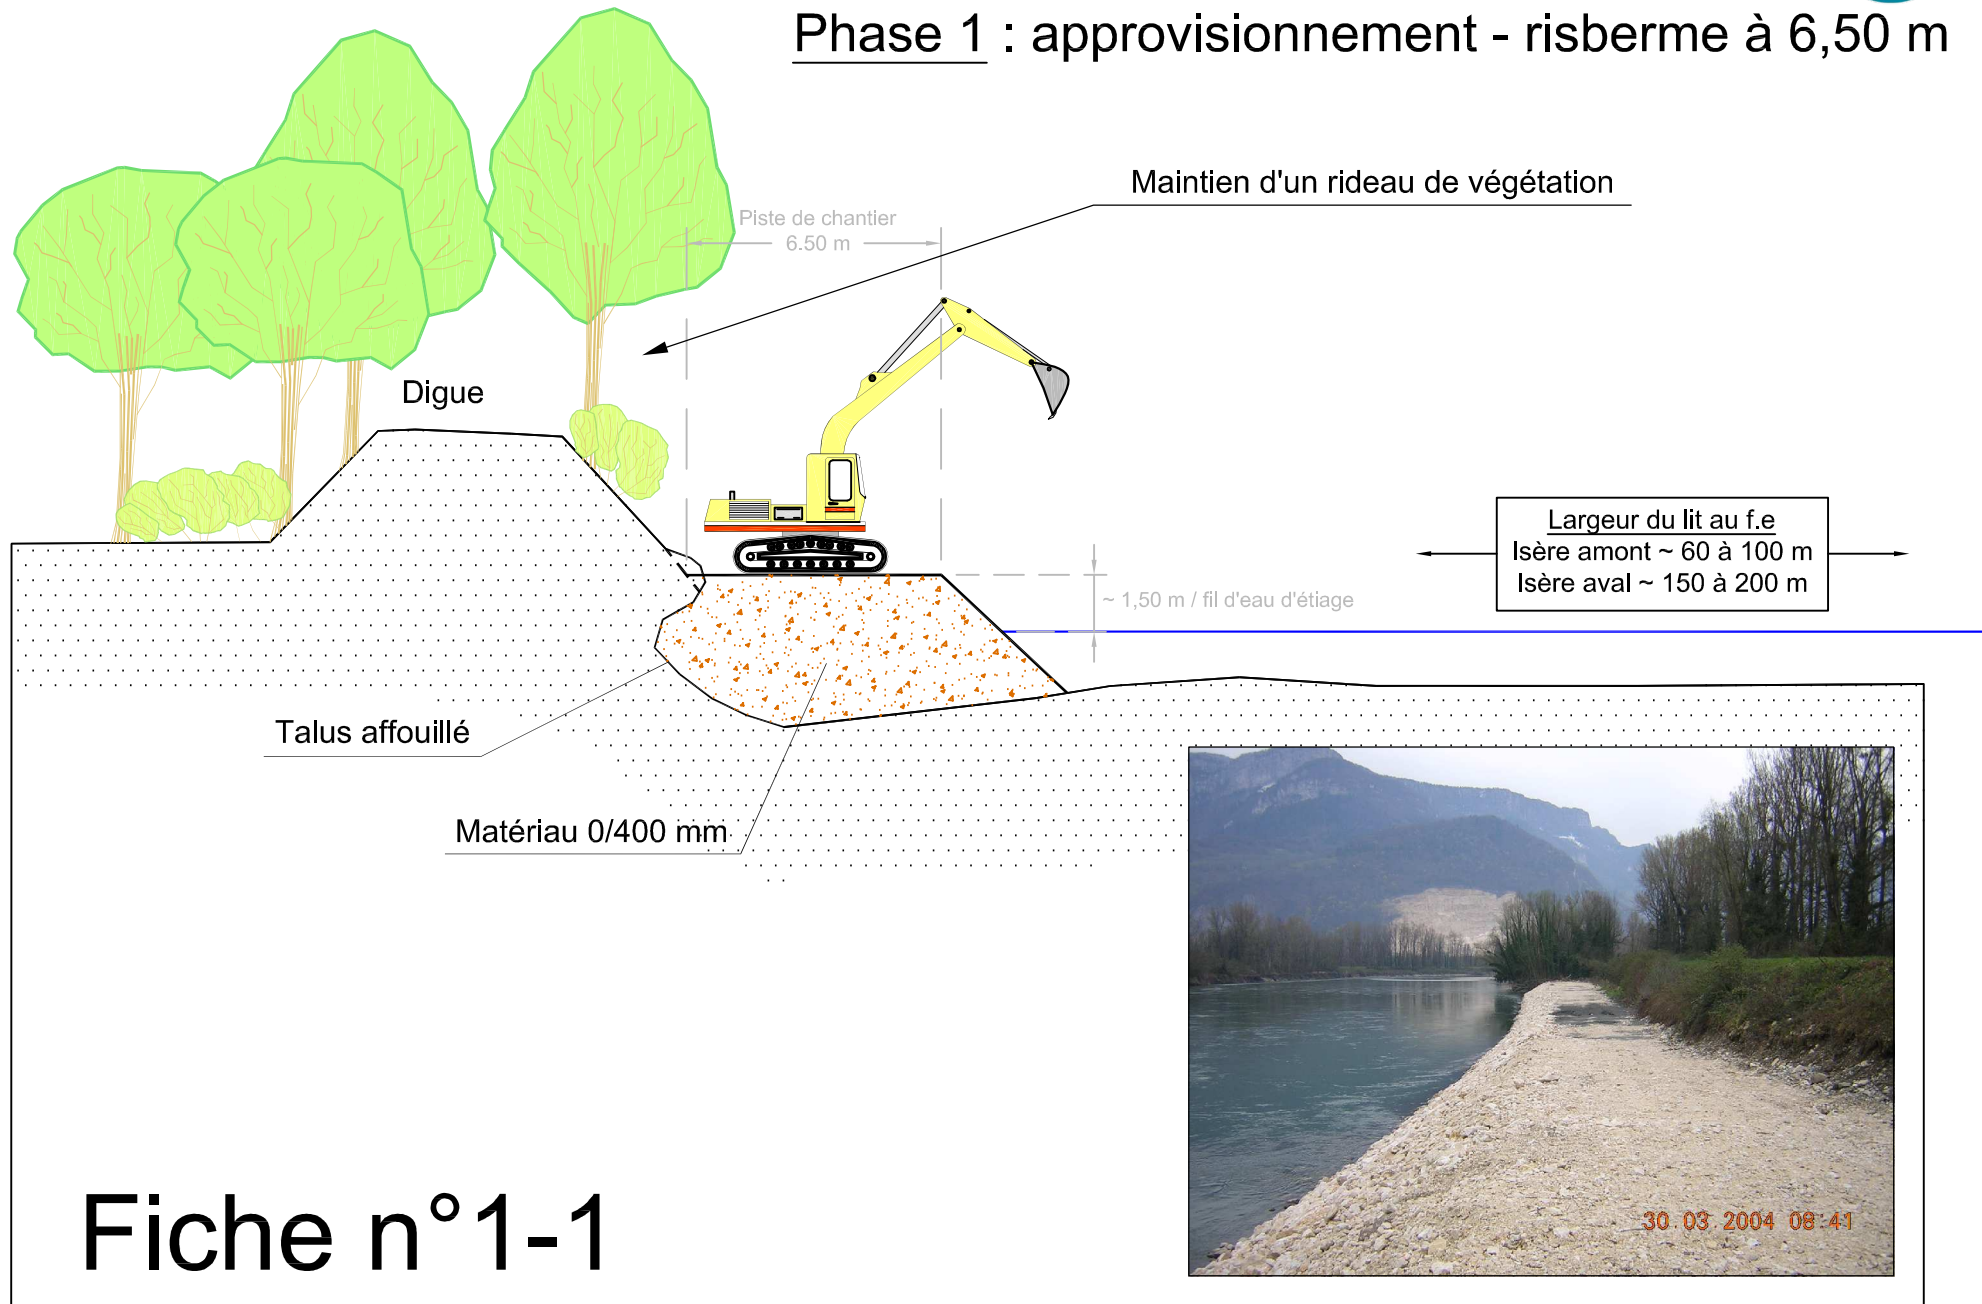 Phase 1 : approvisionnement - risberme à 6,50 m
Maintien d'un rideau de végétation
Piste de chantier
6.50 m
Digue
Largeur du lit au f.e
Isère amont ~ 60 à 100 m
Isère aval ~ 150 à 200 m
~ 1,50 m / fil d'eau d'étiage
Talus affouillé
Matériau 0/400 mm
30 03 2004 08:41
Fiche n°1-1